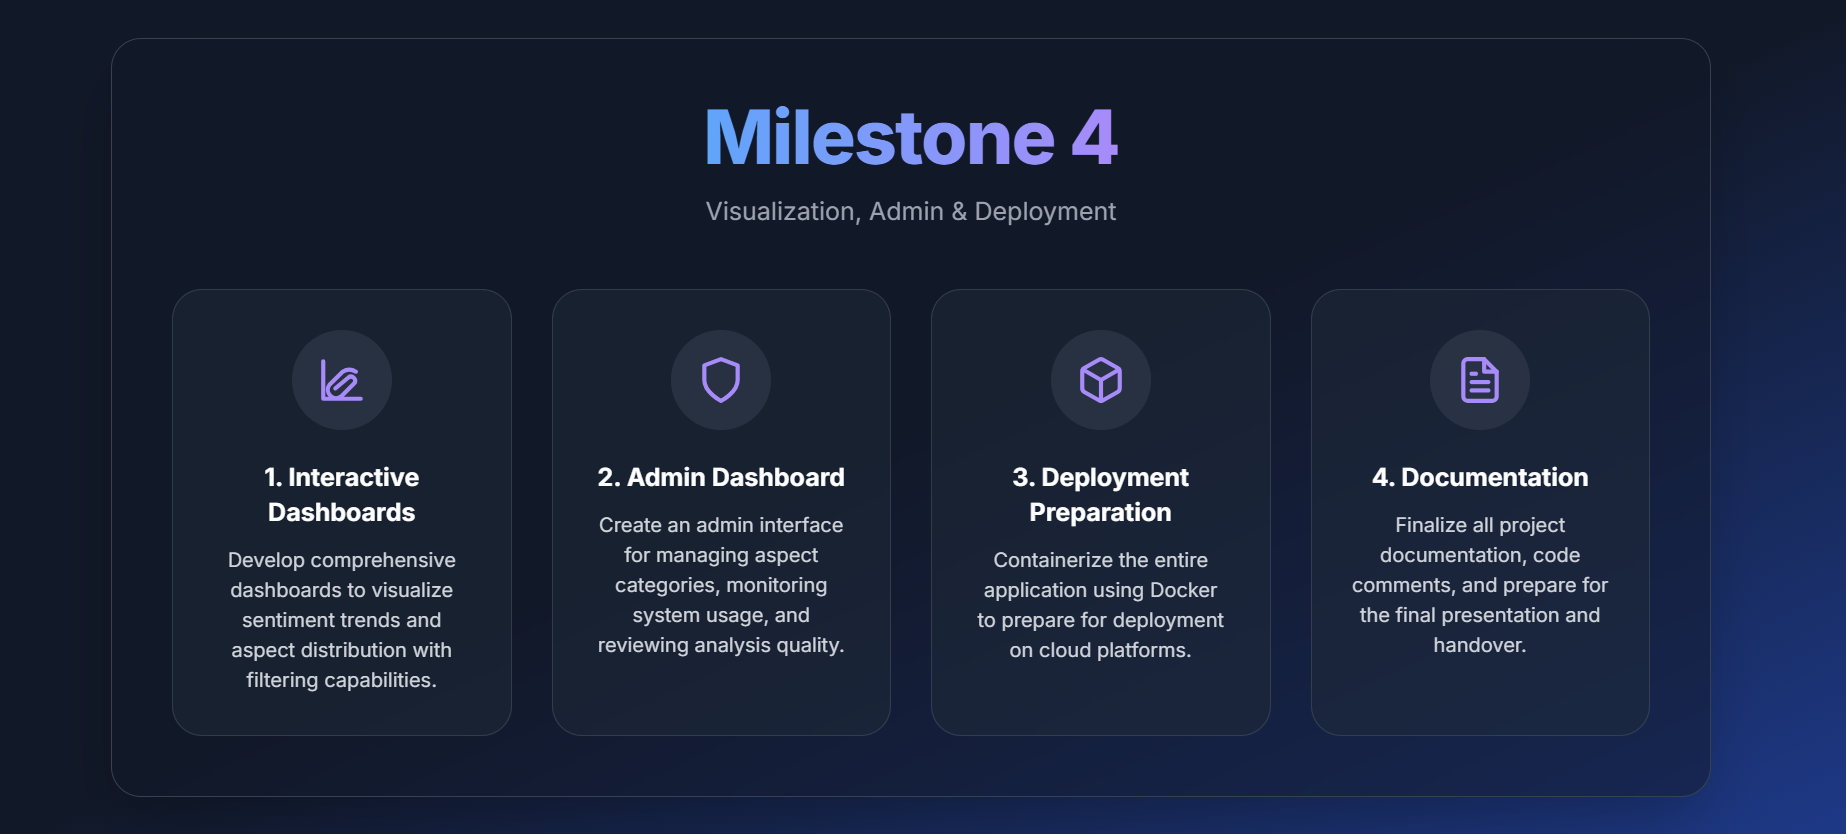 Milestone 4
Visualization, Admin & Deployment
1. Interactive
Dashboards
Develop comprehensive
dashboards to visualize
sentiment trends and
aspect distribution with
filtering capabilities.
2. Admin Dashboard
Create an admin interface
for managing aspect
categories, monitoring
system usage, and
reviewing analysis quality.
3. Deployment
Preparation
Containerize the entire
application using Docker
to prepare for deployment
on cloud platforms.
4. Documentation
Finalize all project
documentation, code
comments, and prepare for
the final presentation and
handover.